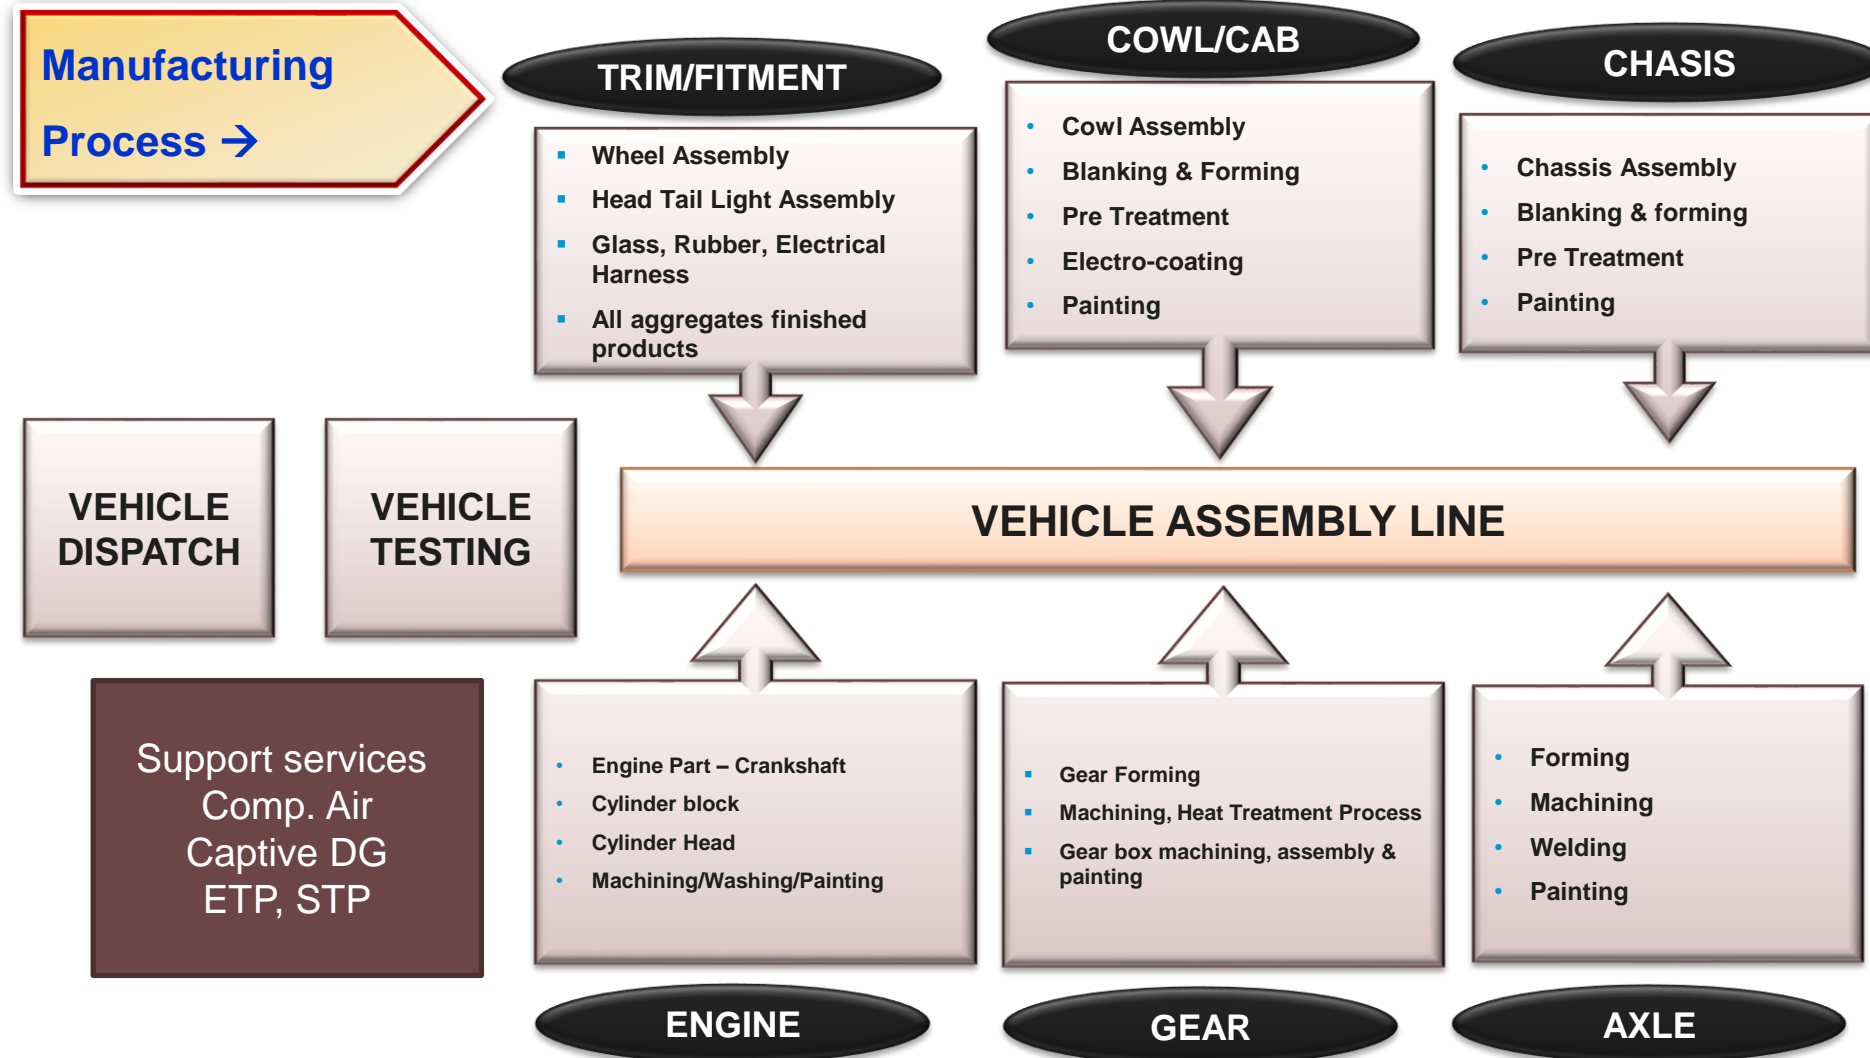 Manufacturing
Process →
TRIM/FITMENT
Wheel Assembly
Head Tail Light Assembly
Glass, Rubber, Electrical
Harness
All aggregates finished
products
COWL/CAB
Cowl Assembly
Blanking & Forming
Pre Treatment
Electro-coating
Painting
CHASIS
Chassis Assembly
Blanking & forming
Pre Treatment
Painting
VEHICLE
DISPATCH
VEHICLE
TESTING
VEHICLE ASSEMBLY LINE
Support services
Comp. Air
Captive DG
ETP, STP
Engine Part – Crankshaft
Cylinder block
Cylinder Head
Machining/Washing/Painting
ENGINE
Gear Forming
Machining, Heat Treatment Process
Gear box machining, assembly &
painting
GEAR
Forming
Machining
Welding
Painting
AXLE